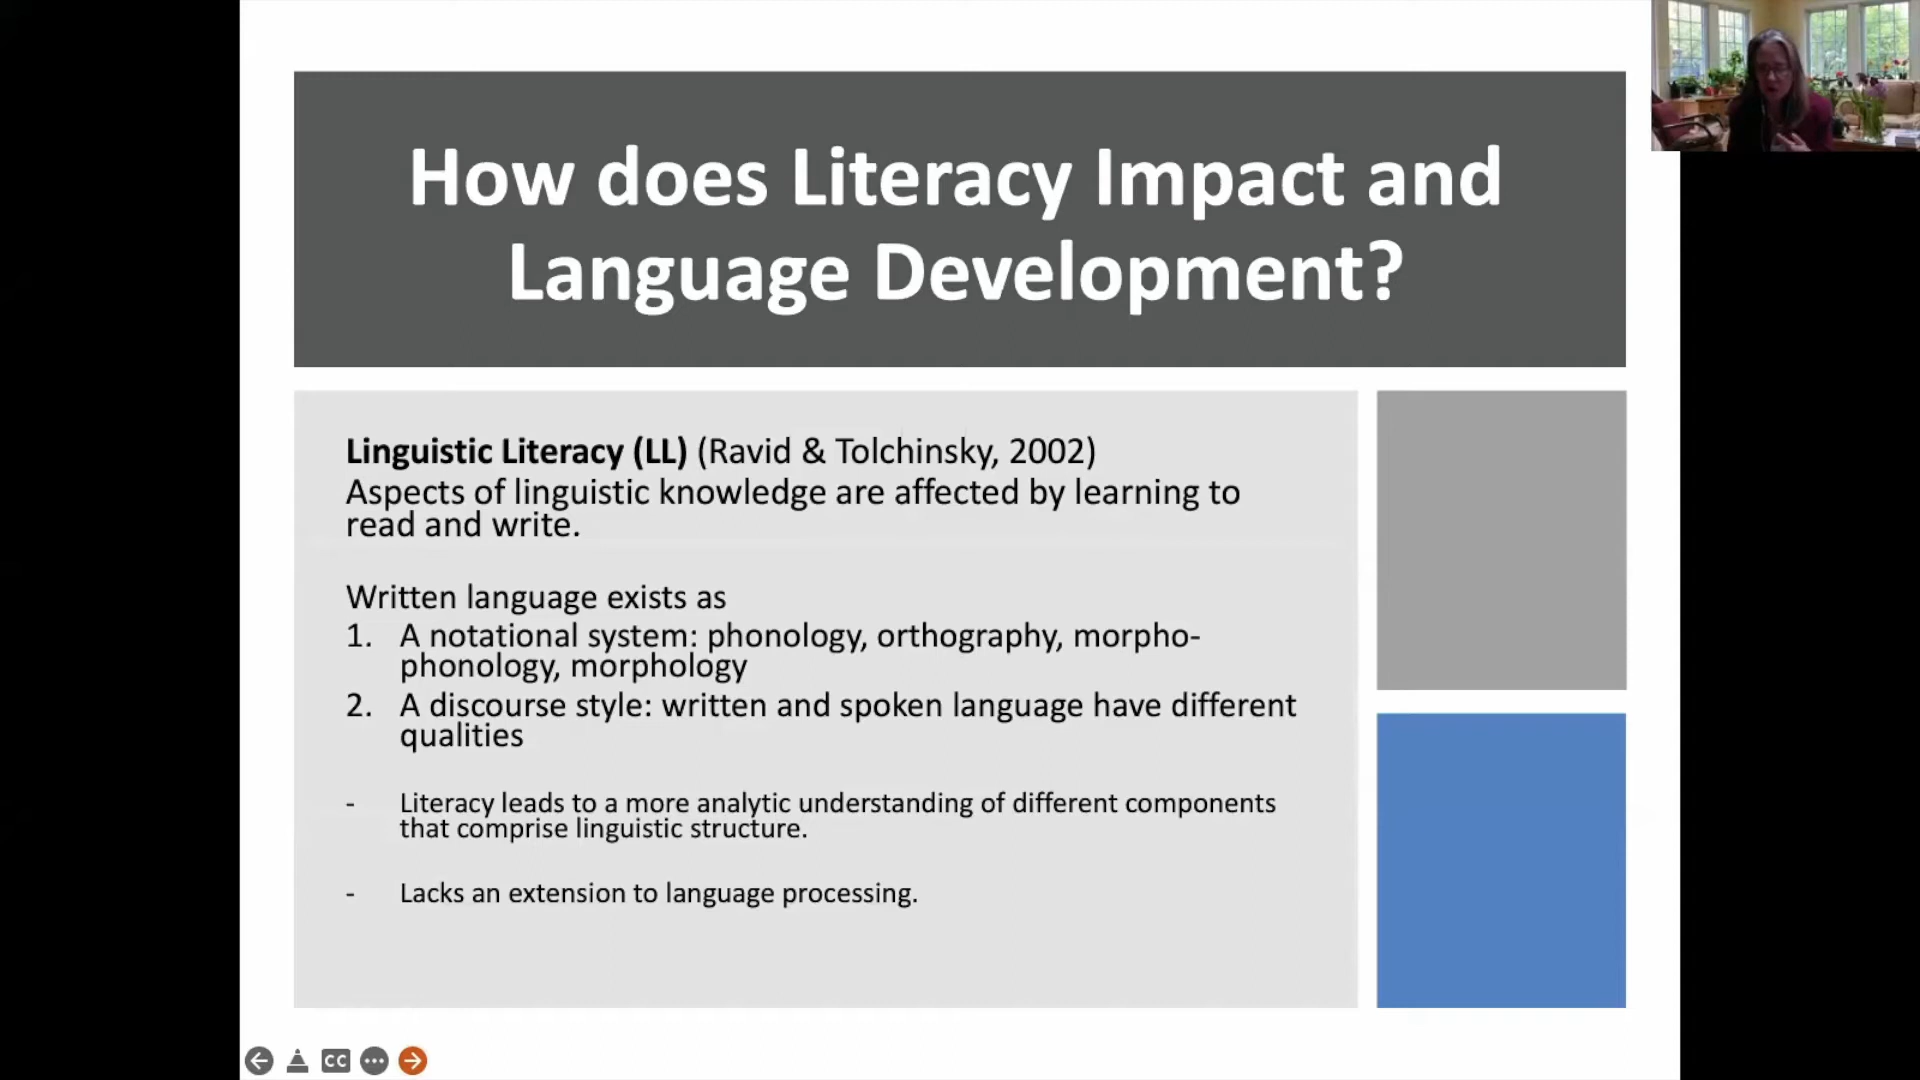 How does Literacy Impact and
Language Development?
Linguistic Literacy (LL) (Ravid & Tolchinsky, 2002)
Aspects of linguistic knowledge are affected by learning to
read and write.
Written language exists as
1. A notational system: phonology, orthography, morpho-
phonology, morphology
2. A discourse style: written and spoken language have different
qualities
- Literacy leads to a more analytic understanding of different components
that comprise linguistic structure.
- Lacks an extension to language processing.
CC